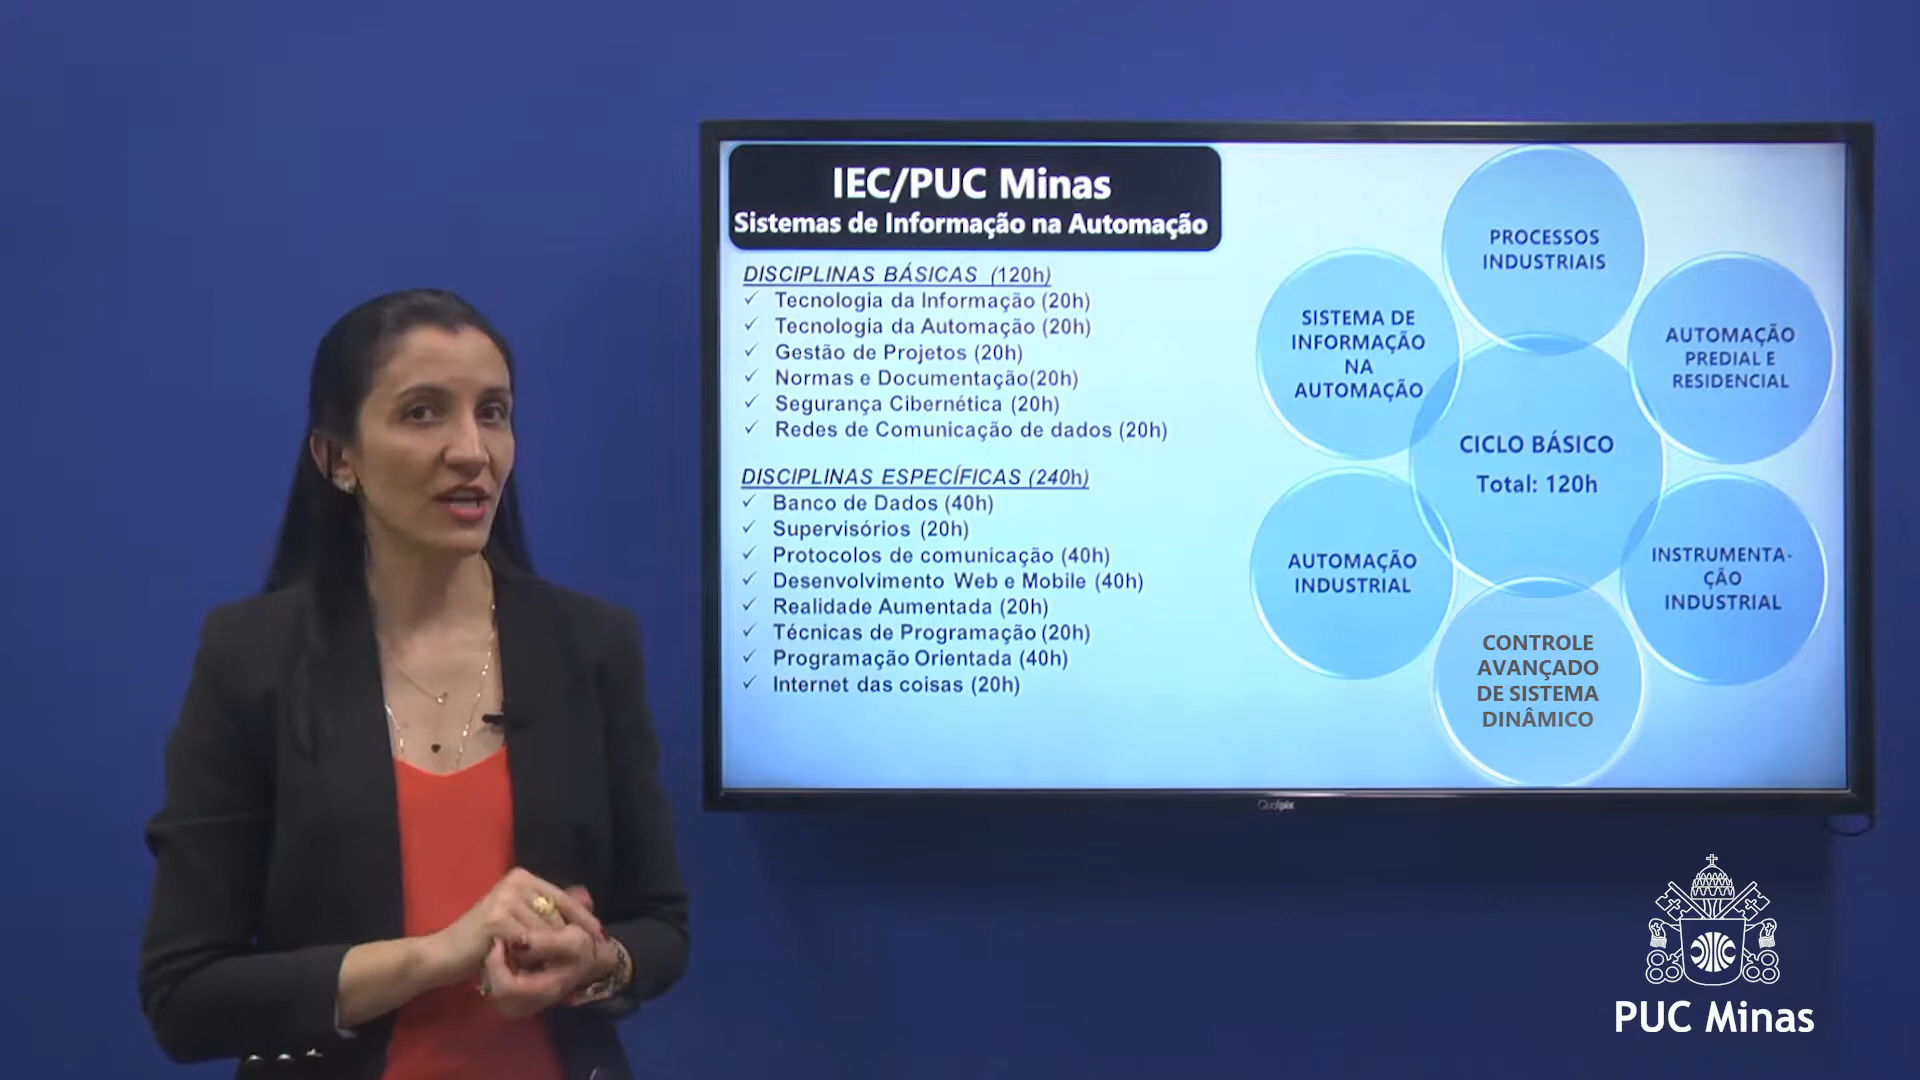 IEC/PUC Minas
Sistemas de Informação na Automação
DISCIPLINAS BÁSICAS (120h)
✓ Tecnologia da Informação (20h)
✓ Tecnologia da Automação (20h)
✓ Gestão de Projetos (20h)
✓ Normas e Documentação(20h)
✓ Segurança Cibernética (20h)
✓ Redes de Comunicação de dados (20h)
DISCIPLINAS ESPECÍFICAS (240h)
✓ Banco de Dados (40h)
✓ Supervisórios (20h)
✓ Protocolos de comunicação (40h)
✓ Desenvolvimento Web e Mobile (40h)
✓ Realidade Aumentada (20h)
✓ Técnicas de Programação (20h)
✓ Programação Orientada (40h)
✓ Internet das coisas (20h)
PROCESSOS
INDUSTRIAIS
SISTEMA DE
INFORMAÇÃO
NA
AUTOMAÇÃO
AUTOMAÇÃO
PREDIAL E
RESIDENCIAL
CICLO BÁSICO
Total: 120h
AUTOMAÇÃO
INDUSTRIAL
INSTRUMENTA-
ÇÃO
INDUSTRIAL
CONTROLE
AVANÇADO
DE SISTEMA
DINÂMICO
PUC Minas